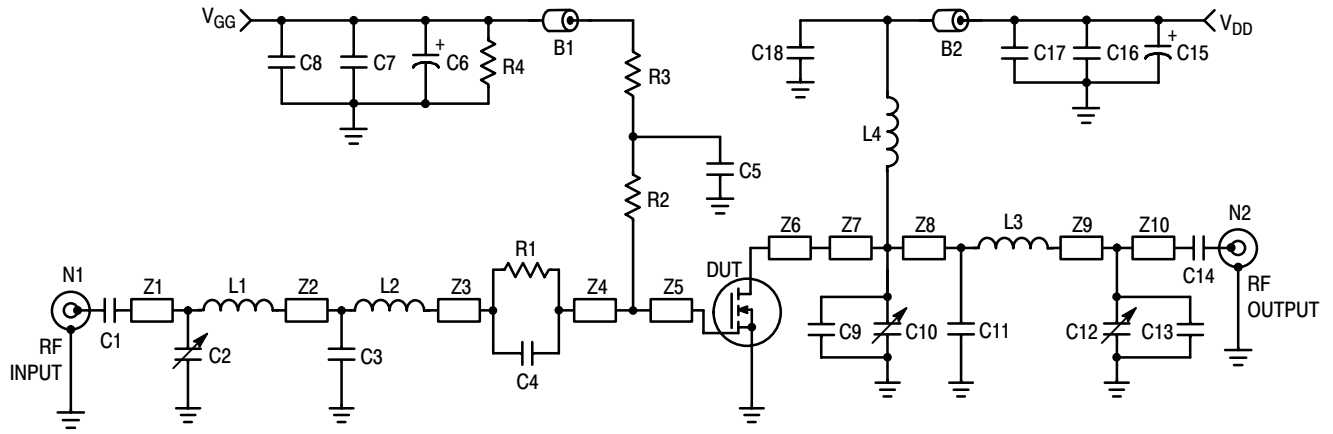 VGG
C8
C7
+
C6
R4
B1
R3
C5
R2
C18
B2
C17
C16
+
C15
VDD
L4
N1
RF
INPUT
C1
Z1
C2
L1
Z2
C3
L2
Z3
R1
C4
Z4
Z5
DUT
Z6
Z7
Z8
L3
Z9
Z10
N2
C14
RF
OUTPUT
C9
C10
C11
C12
C13